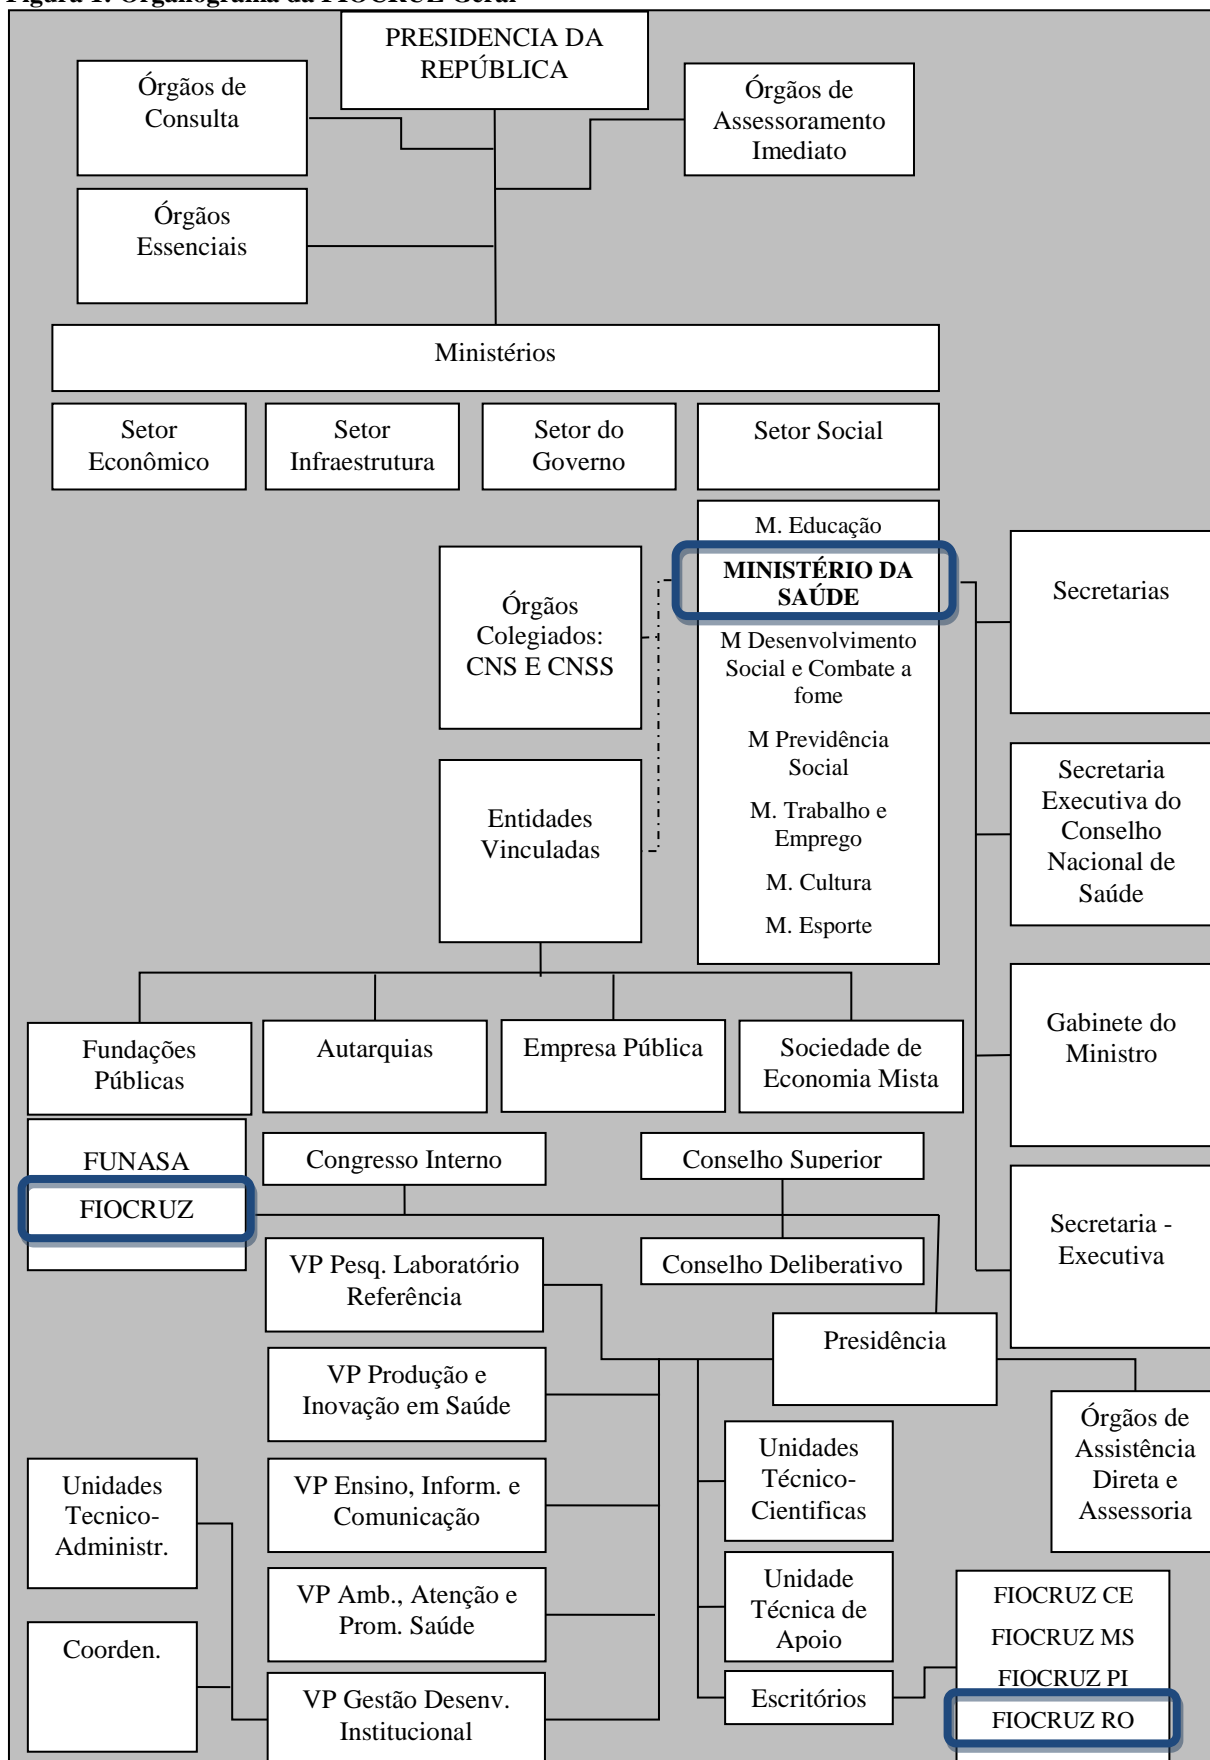 Figura 1: Organograma da FIOCRUZ Geral
PRESIDENCIA DA
REPÚBLICA
Órgãos de
Consulta
Órgãos de
Assessoramento
Imediato
Órgãos
Essenciais
Ministérios
Setor
Econômico
Setor
Infraestrutura
Setor do
Governo
Setor Social
M. Educação
MINISTÉRIO DA
SAÚDE
M Desenvolvimento
Social e Combate a
fome
M Previdência
Social
M. Trabalho e
Emprego
M. Cultura
M. Esporte
Órgãos
Colegiados:
CNS E CNSS
Entidades
Vinculadas
Secretarias
Secretaria
Executiva do
Conselho
Nacional de
Saúde
Gabinete do
Ministro
Secretaria -
Executiva
Fundações
Públicas
Autarquias
Empresa Pública
Sociedade de
Economia Mista
FUNASA
FIOCRUZ
Congresso Interno
Conselho Superior
Conselho Deliberativo
VP Pesq. Laboratório
Referência
Presidência
VP Produção e
Inovação em Saúde
Órgãos de
Assistência
Direta e
Assessoria
Unidades
Técnico-
Cientificas
VP Ensino, Inform. e
Comunicação
Unidades
Tecnico-
Administr.
VP Amb., Atenção e
Prom. Saúde
Unidade
Técnica de
Apoio
Coorden.
VP Gestão Desenv.
Institucional
Escritórios
FIOCRUZ CE
FIOCRUZ MS
FIOCRUZ PI
FIOCRUZ RO